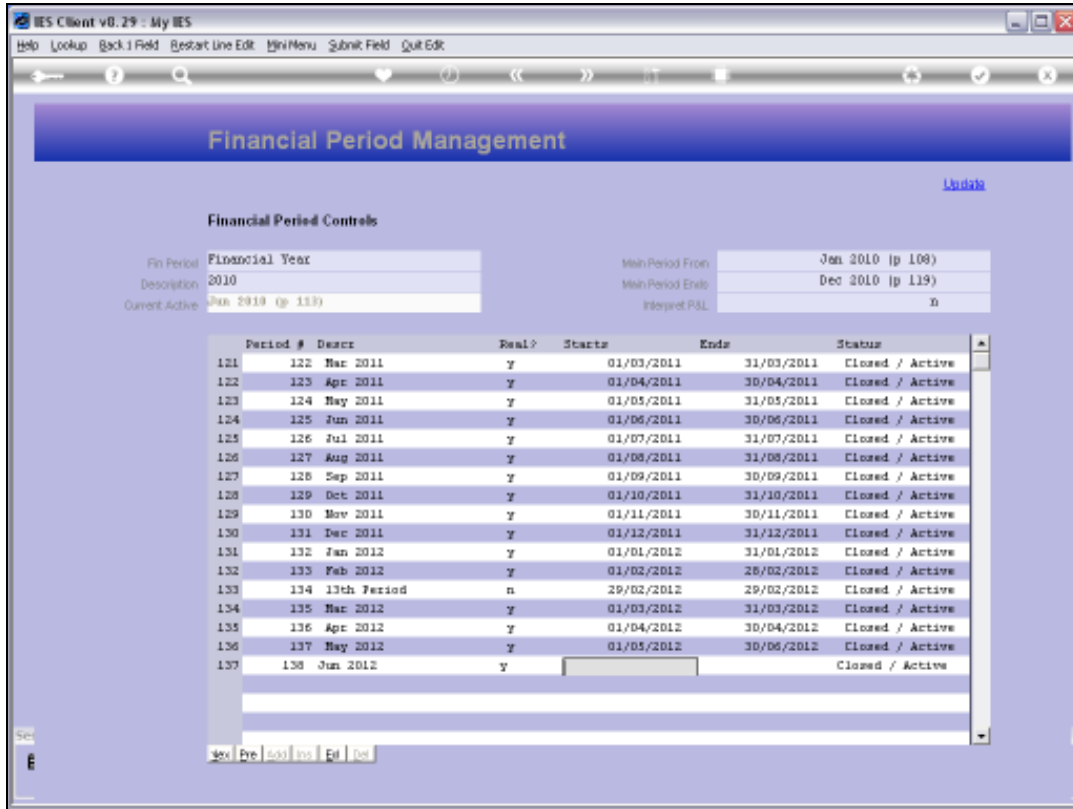 IES Client v8.29 : My IES
Help Lookup Back 1 Field Restart Line Edit Mini Menu Submit Field Quit Edit
Financial Period Management
Update
Financial Period Controls
Fin Period Financial Year Main Period From Jan 2010 (p 108)
Description 2010 Main Period Ends Dec 2010 (p 119)
Current Active Jun 2010 (p 113) Interpret P&L n
Period # Descr Real? Starts Ends Status
121 122 Mar 2011 y 01/03/2011 31/03/2011 Closed / Active
122 123 Apr 2011 y 01/04/2011 30/04/2011 Closed / Active
123 124 May 2011 y 01/05/2011 31/05/2011 Closed / Active
124 125 Jun 2011 y 01/06/2011 30/06/2011 Closed / Active
125 126 Jul 2011 y 01/07/2011 31/07/2011 Closed / Active
126 127 Aug 2011 y 01/08/2011 31/08/2011 Closed / Active
127 128 Sep 2011 y 01/09/2011 30/09/2011 Closed / Active
128 129 Oct 2011 y 01/10/2011 31/10/2011 Closed / Active
129 130 Nov 2011 y 01/11/2011 30/11/2011 Closed / Active
130 131 Dec 2011 y 01/12/2011 31/12/2011 Closed / Active
131 132 Jan 2012 y 01/01/2012 31/01/2012 Closed / Active
132 133 Feb 2012 y 01/02/2012 28/02/2012 Closed / Active
133 134 13th Period n 29/02/2012 29/02/2012 Closed / Active
134 135 Mar 2012 y 01/03/2012 31/03/2012 Closed / Active
135 136 Apr 2012 y 01/04/2012 30/04/2012 Closed / Active
136 137 May 2012 y 01/05/2012 30/06/2012 Closed / Active
137 138 Jun 2012 y Closed / Active
Nex Pre Add Ins Ed Del